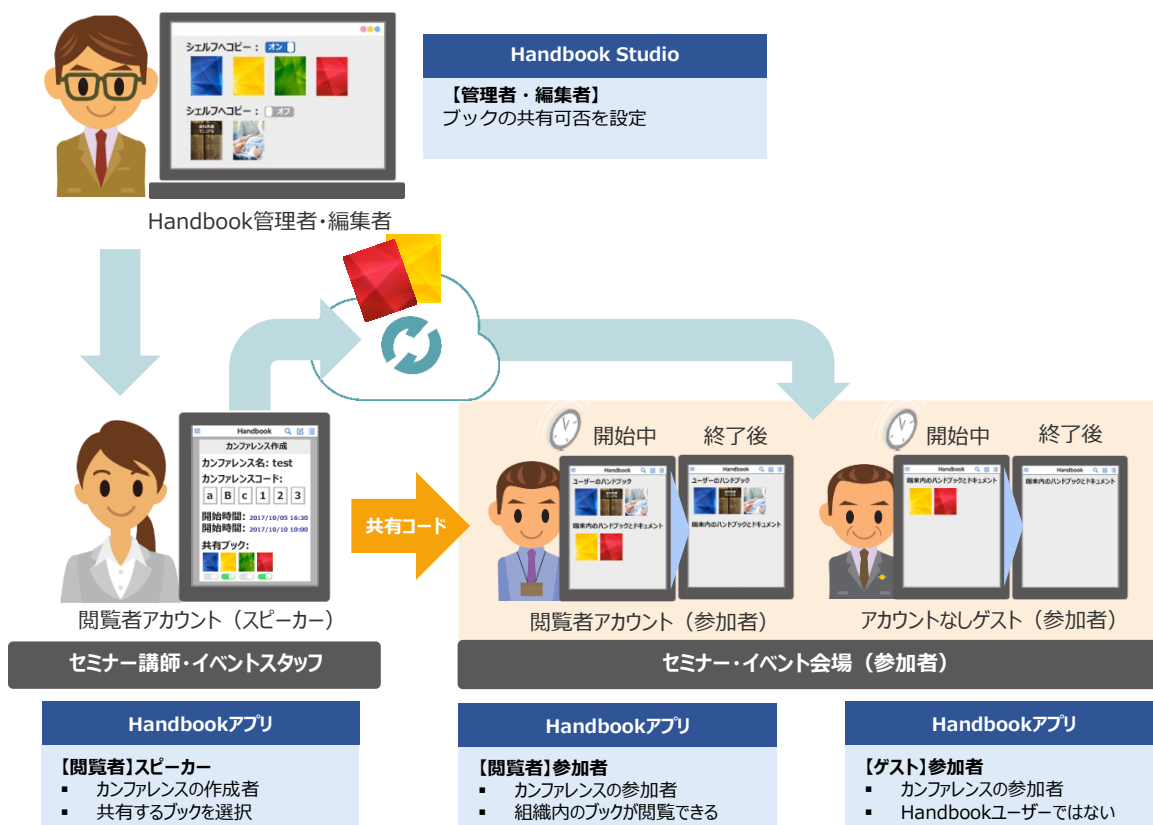 シェルフへコピー： オン
シェルフへコピー： オフ
Handbook Studio
【管理者・編集者】
ブックの共有可否を設定
Handbook管理者・編集者
Handbook
カンファレンス作成
カンファレンス名: test
カンファレンスコード:
a B c 1 2 3
開始時間: 2017/10/05 16:30
開始時間: 2017/10/10 10:00
共有ブック:
共有コード
開始中
終了後
Handbook
ユーザーのハンドブック
端末内のハンドブックとドキュメント
Handbook
ユーザーのハンドブック
端末内のハンドブックとドキュメント
開始中
終了後
Handbook
端末内のハンドブックとドキュメント
Handbook
端末内のハンドブックとドキュメント
閲覧者アカウント（スピーカー）
閲覧者アカウント（参加者）
アカウントなしゲスト（参加者）
セミナー講師・イベントスタッフ
セミナー・イベント会場（参加者）
Handbookアプリ
【閲覧者】スピーカー
▪ カンファレンスの作成者
▪ 共有するブックを選択
Handbookアプリ
【閲覧者】参加者
▪ カンファレンスの参加者
▪ 組織内のブックが閲覧できる
Handbookアプリ
【ゲスト】参加者
▪ カンファレンスの参加者
▪ Handbookユーザーではない